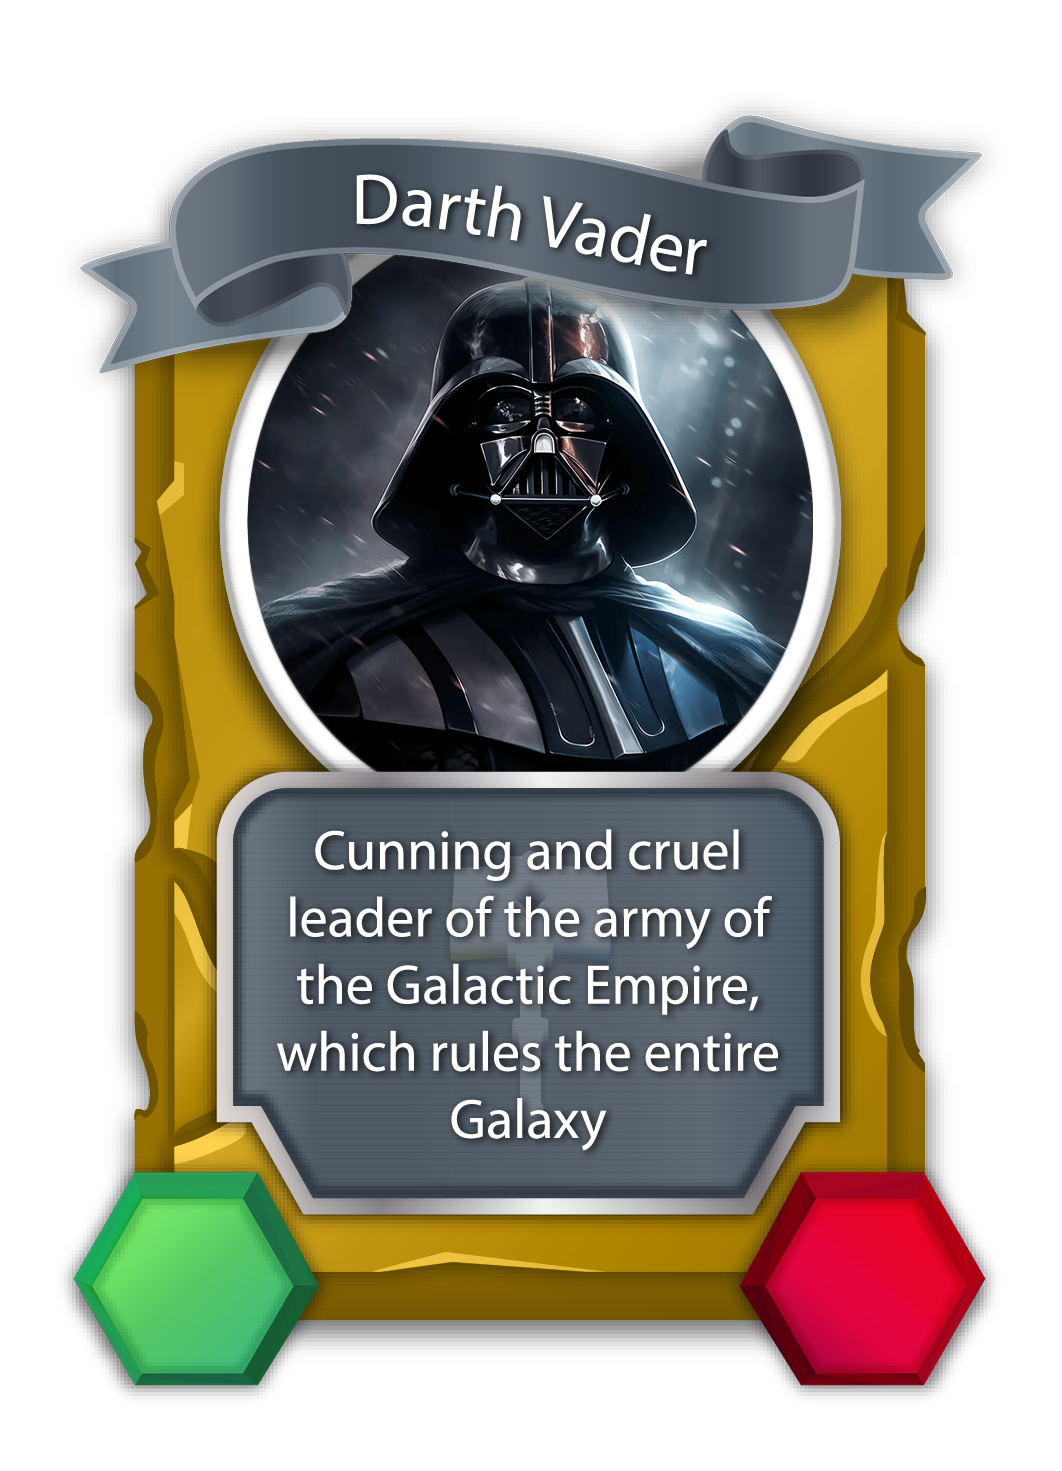 Darth Vader
Cunning and cruel
leader of the army of
the Galactic Empire,
which rules the entire
Galaxy